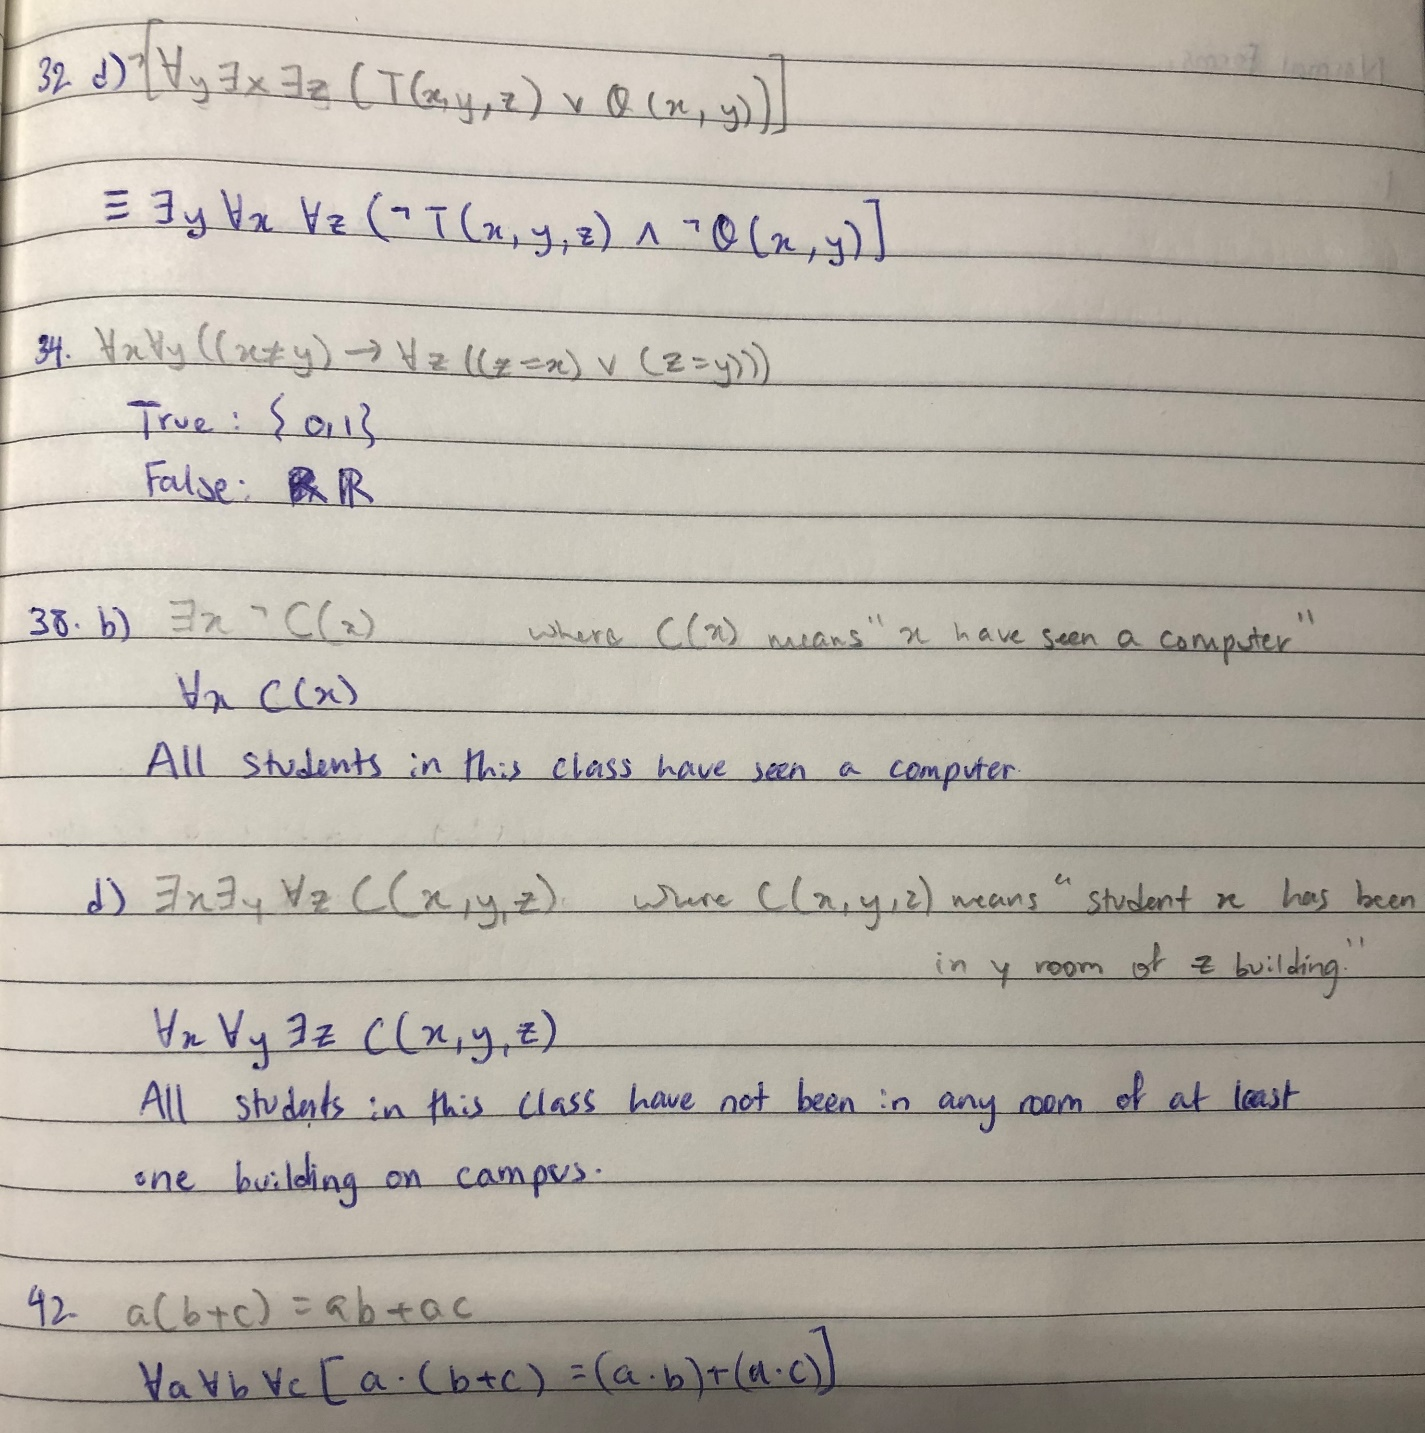 32 d) ¬[∀y ∃x ∃z (T(x,y,z) ∨ Q(x,y))]
≡ ∃y ∀x ∀z (¬T(x,y,z) ∧ ¬Q(x,y)]
34. ∀x∀y((x≠y) → ∀z((z=x) ∨ (z=y)))
True: {0,1}
False: ℝ
38. b) ∃x ¬C(x) where C(x) means "x have seen a computer"
∀x C(x)
All students in this class have seen a computer.
d) ∃x∃y ∀z C(x,y,z). where C(x,y,z) means "student x has been
in y room of z building."
∀x ∀y ∃z C(x,y,z)
All students in this class have not been in any room of at least
one building on campus.
42. a(b+c) = ab+ac
∀a∀b∀c[a·(b+c) = (a·b)+(a·c)]